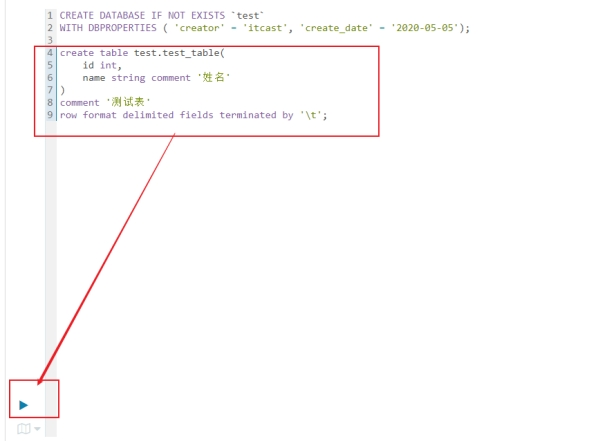 1 CREATE DATABASE IF NOT EXISTS `test`
2 WITH DBPROPERTIES ( 'creator' = 'itcast', 'create_date' = '2020-05-05');
3
4 create table test.test_table(
5 id int,
6 name string comment '姓名'
7 )
8 comment '测试表'
9 row format delimited fields terminated by '\t';